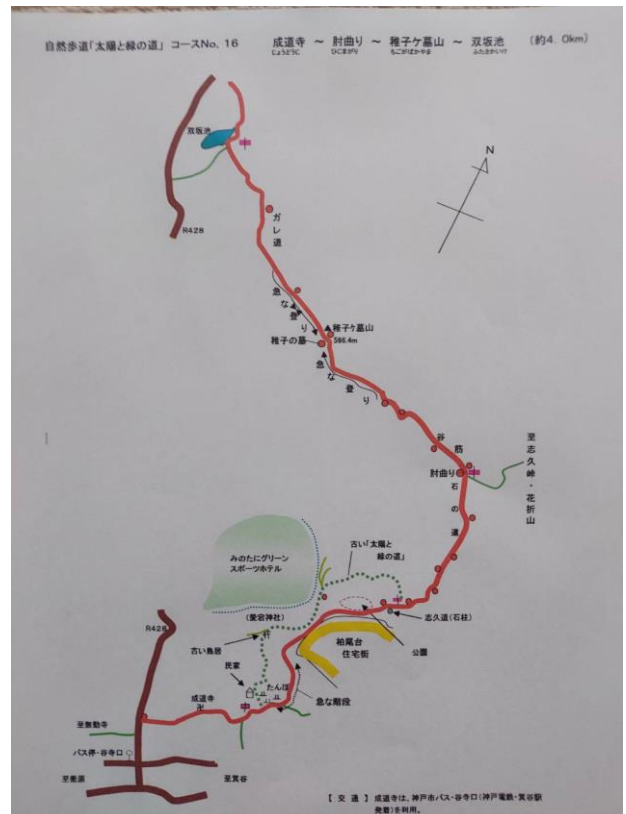 自然歩道「太陽と緑の道」 コースNo. 16 成道寺 ～ 肘曲り ～ 稚子ケ墓山 ～ 双坂池 (約4. 0km)
じょうどうじ ひじまがり ちごがはかやま ふたさかいけ
双坂池
N
R428
ガレ道
急な登り
稚子ケ墓山
586.4m
稚子の墓
急な登り
谷筋
肘曲り
至志久峠・花折山
石の道
古い「太陽と
緑の道」
みのたにグリーン
スポーツホテル
(愛宕神社)
志久道(石柱)
R428
柏尾台
住宅街
公園
古い鳥居
民家
たんぼ
急な階段
成道寺
卍
至無動寺
バス停・谷寺口
至衝原
至箕谷
【 交 通 】 成道寺は、神戸市バス・谷寺口(神戸電鉄・箕谷駅
発着)を利用。